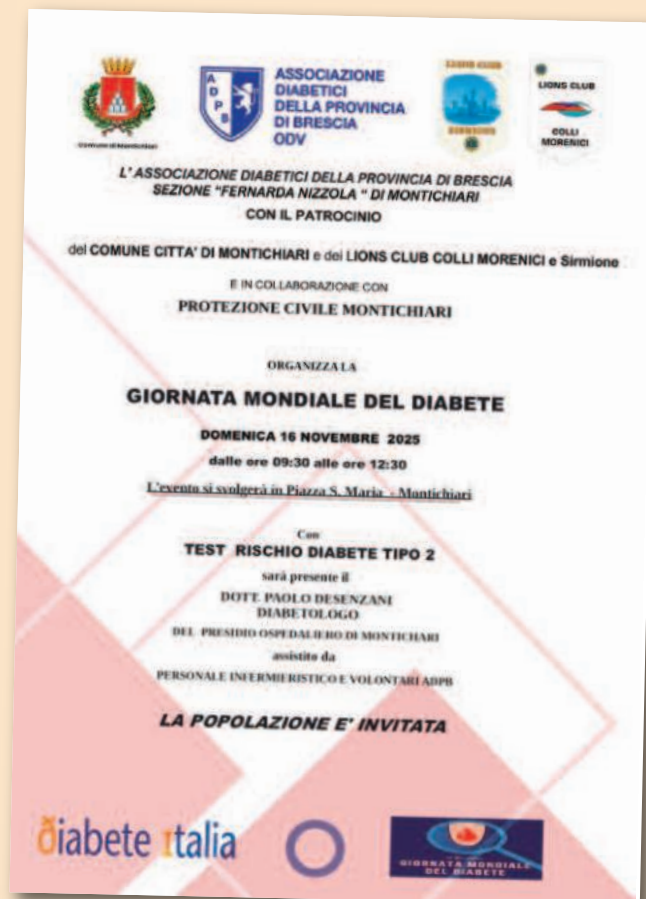 Comune di Montichiari
A D P B
ASSOCIAZIONE
DIABETICI
DELLA PROVINCIA
DI BRESCIA
ODV
LIONS CLUB
SIRMIONE
LIONS CLUB
COLLI
MORENICI
L' ASSOCIAZIONE DIABETICI DELLA PROVINCIA DI BRESCIA
SEZIONE "FERNARDA NIZZOLA " DI MONTICHIARI
CON IL PATROCINIO
del COMUNE CITTA' DI MONTICHIARI e dei LIONS CLUB COLLI MORENICI e Sirmione
E IN COLLABORAZIONE CON
PROTEZIONE CIVILE MONTICHIARI
ORGANIZZA LA
GIORNATA MONDIALE DEL DIABETE
DOMENICA 16 NOVEMBRE 2025
dalle ore 09:30 alle ore 12:30
L'evento si svolgerà in Piazza S. Maria - Montichiari
Con
TEST RISCHIO DIABETE TIPO 2
sarà presente il
DOTT. PAOLO DESENZANI
DIABETOLOGO
DEL PRESIDIO OSPEDALIERO DI MONTICHARI
assistito da
PERSONALE INFERMIERISTICO E VOLONTARI ADPB
LA POPOLAZIONE E' INVITATA
diabete Italia
GIORNATA MONDIALE
DEL DIABETE